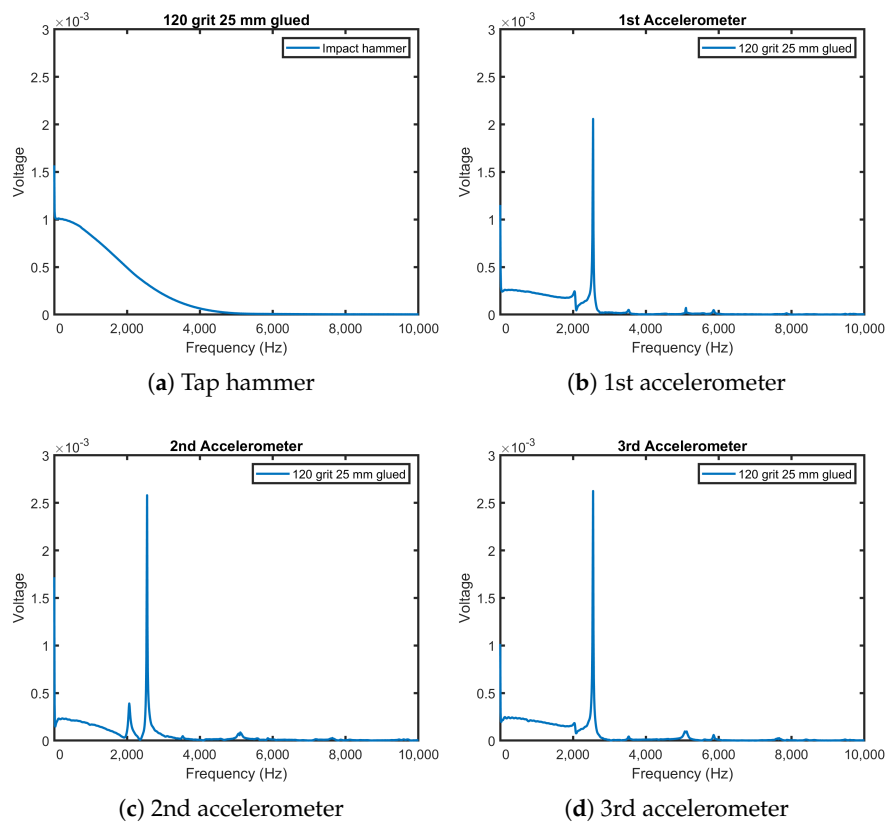 120 grit 25 mm glued
×10⁻³
Impact hammer
3
2.5
2
1.5
1
0.5
0
Voltage
0 2,000 4,000 6,000 8,000 10,000
Frequency (Hz)
(a) Tap hammer
1st Accelerometer
×10⁻³
120 grit 25 mm glued
3
2.5
2
1.5
1
0.5
0
Voltage
0 2,000 4,000 6,000 8,000 10,000
Frequency (Hz)
(b) 1st accelerometer
2nd Accelerometer
×10⁻³
120 grit 25 mm glued
3
2.5
2
1.5
1
0.5
0
Voltage
0 2,000 4,000 6,000 8,000 10,000
Frequency (Hz)
(c) 2nd accelerometer
3rd Accelerometer
×10⁻³
120 grit 25 mm glued
3
2.5
2
1.5
1
0.5
0
Voltage
0 2,000 4,000 6,000 8,000 10,000
Frequency (Hz)
(d) 3rd accelerometer